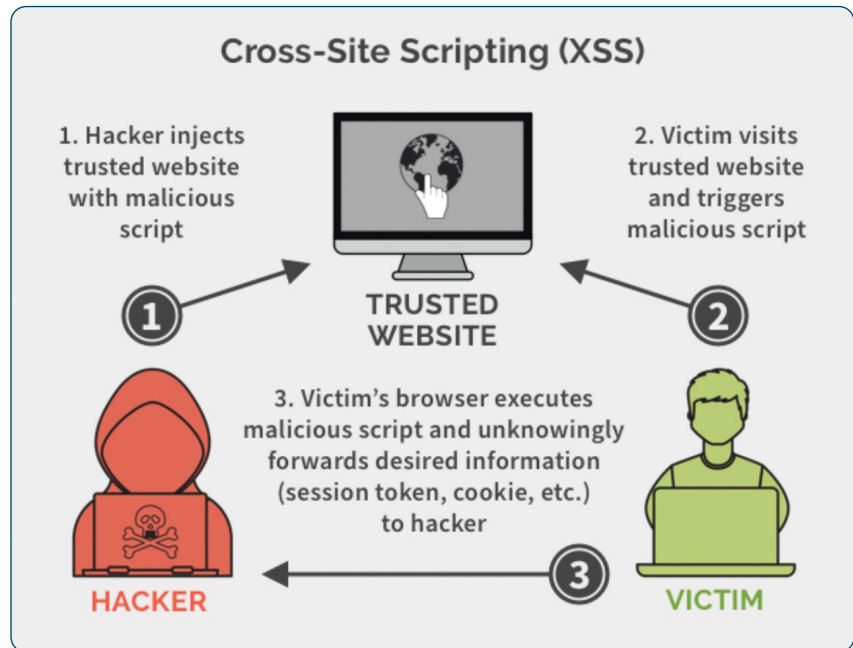 Cross-Site Scripting (XSS)
1. Hacker injects
trusted website
with malicious
script
2. Victim visits
trusted website
and triggers
malicious script
1
TRUSTED
WEBSITE
2
3. Victim's browser executes
malicious script and unknowingly
forwards desired information
(session token, cookie, etc.)
to hacker
3
HACKER
VICTIM